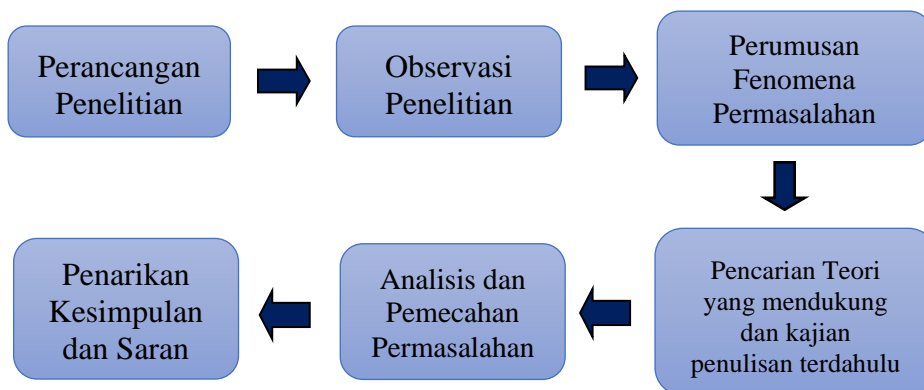 Perancangan
Penelitian
Observasi
Penelitian
Perumusan
Fenomena
Permasalahan
Pencarian Teori
yang mendukung
dan kajian
penulisan terdahulu
Analisis dan
Pemecahan
Permasalahan
Penarikan
Kesimpulan
dan Saran